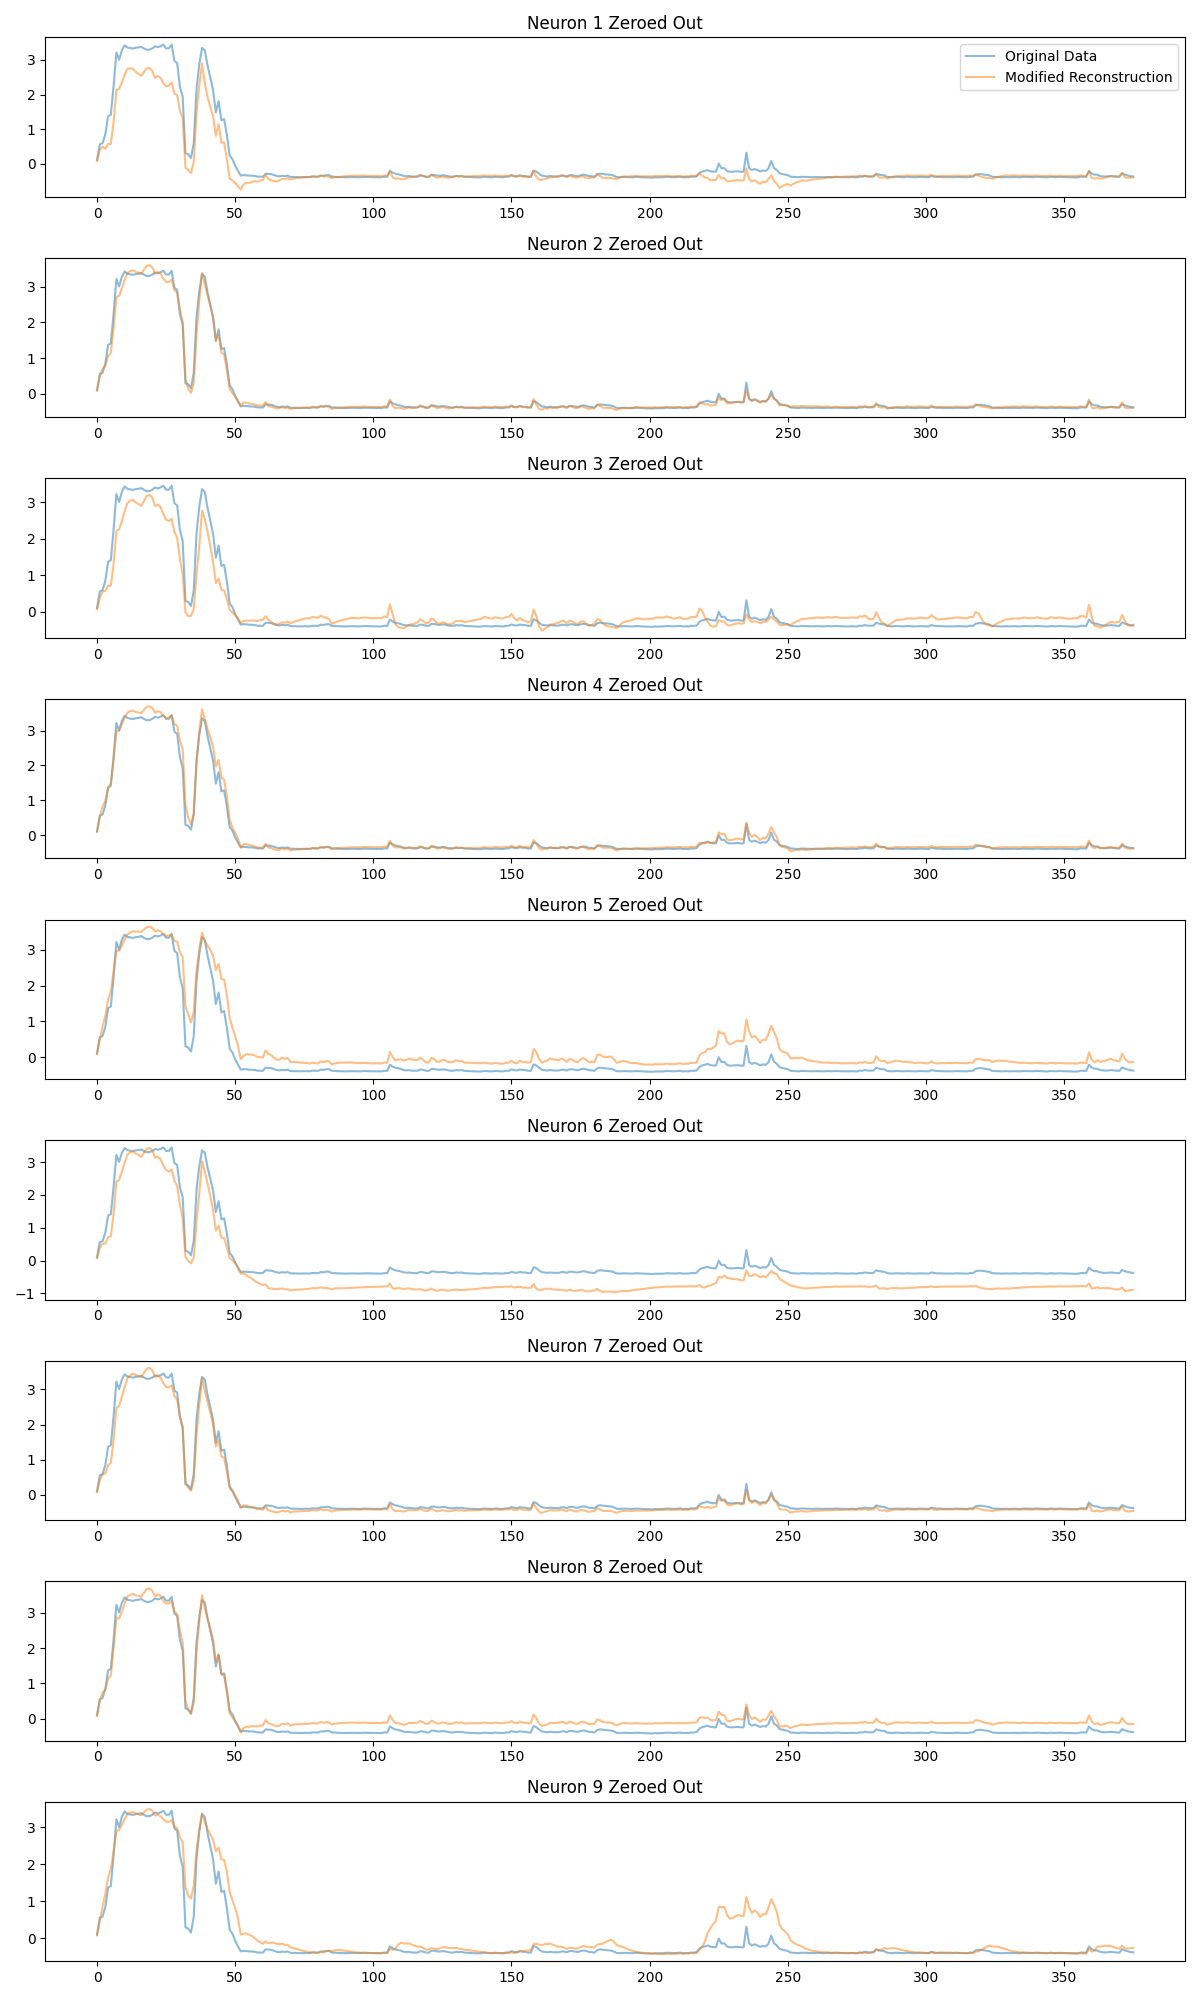 Neuron 1 Zeroed Out
Original Data
Modified Reconstruction
3
2
1
0
0 50 100 150 200 250 300 350
Neuron 2 Zeroed Out
3
2
1
0
0 50 100 150 200 250 300 350
Neuron 3 Zeroed Out
3
2
1
0
0 50 100 150 200 250 300 350
Neuron 4 Zeroed Out
3
2
1
0
0 50 100 150 200 250 300 350
Neuron 5 Zeroed Out
3
2
1
0
0 50 100 150 200 250 300 350
Neuron 6 Zeroed Out
3
2
1
0
−1
0 50 100 150 200 250 300 350
Neuron 7 Zeroed Out
3
2
1
0
0 50 100 150 200 250 300 350
Neuron 8 Zeroed Out
3
2
1
0
0 50 100 150 200 250 300 350
Neuron 9 Zeroed Out
3
2
1
0
0 50 100 150 200 250 300 350